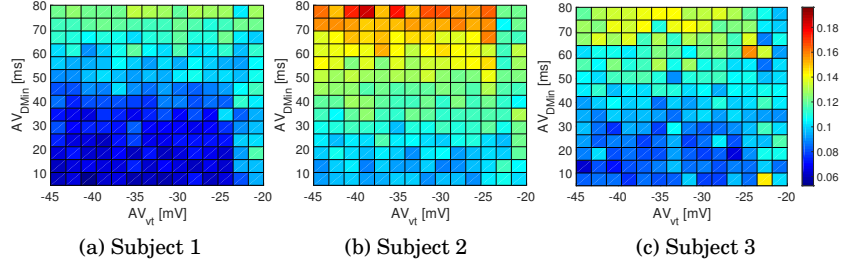 80 70 60 50 40 30 20 10
AV_DMin [ms]
-45 -40 -35 -30 -25 -20
AV_vt [mV]
(a) Subject 1
80 70 60 50 40 30 20 10
AV_DMin [ms]
-45 -40 -35 -30 -25 -20
AV_vt [mV]
(b) Subject 2
80 70 60 50 40 30 20 10
AV_DMin [ms]
-45 -40 -35 -30 -25 -20
AV_vt [mV]
(c) Subject 3
0.18 0.16 0.14 0.12 0.1 0.08 0.06